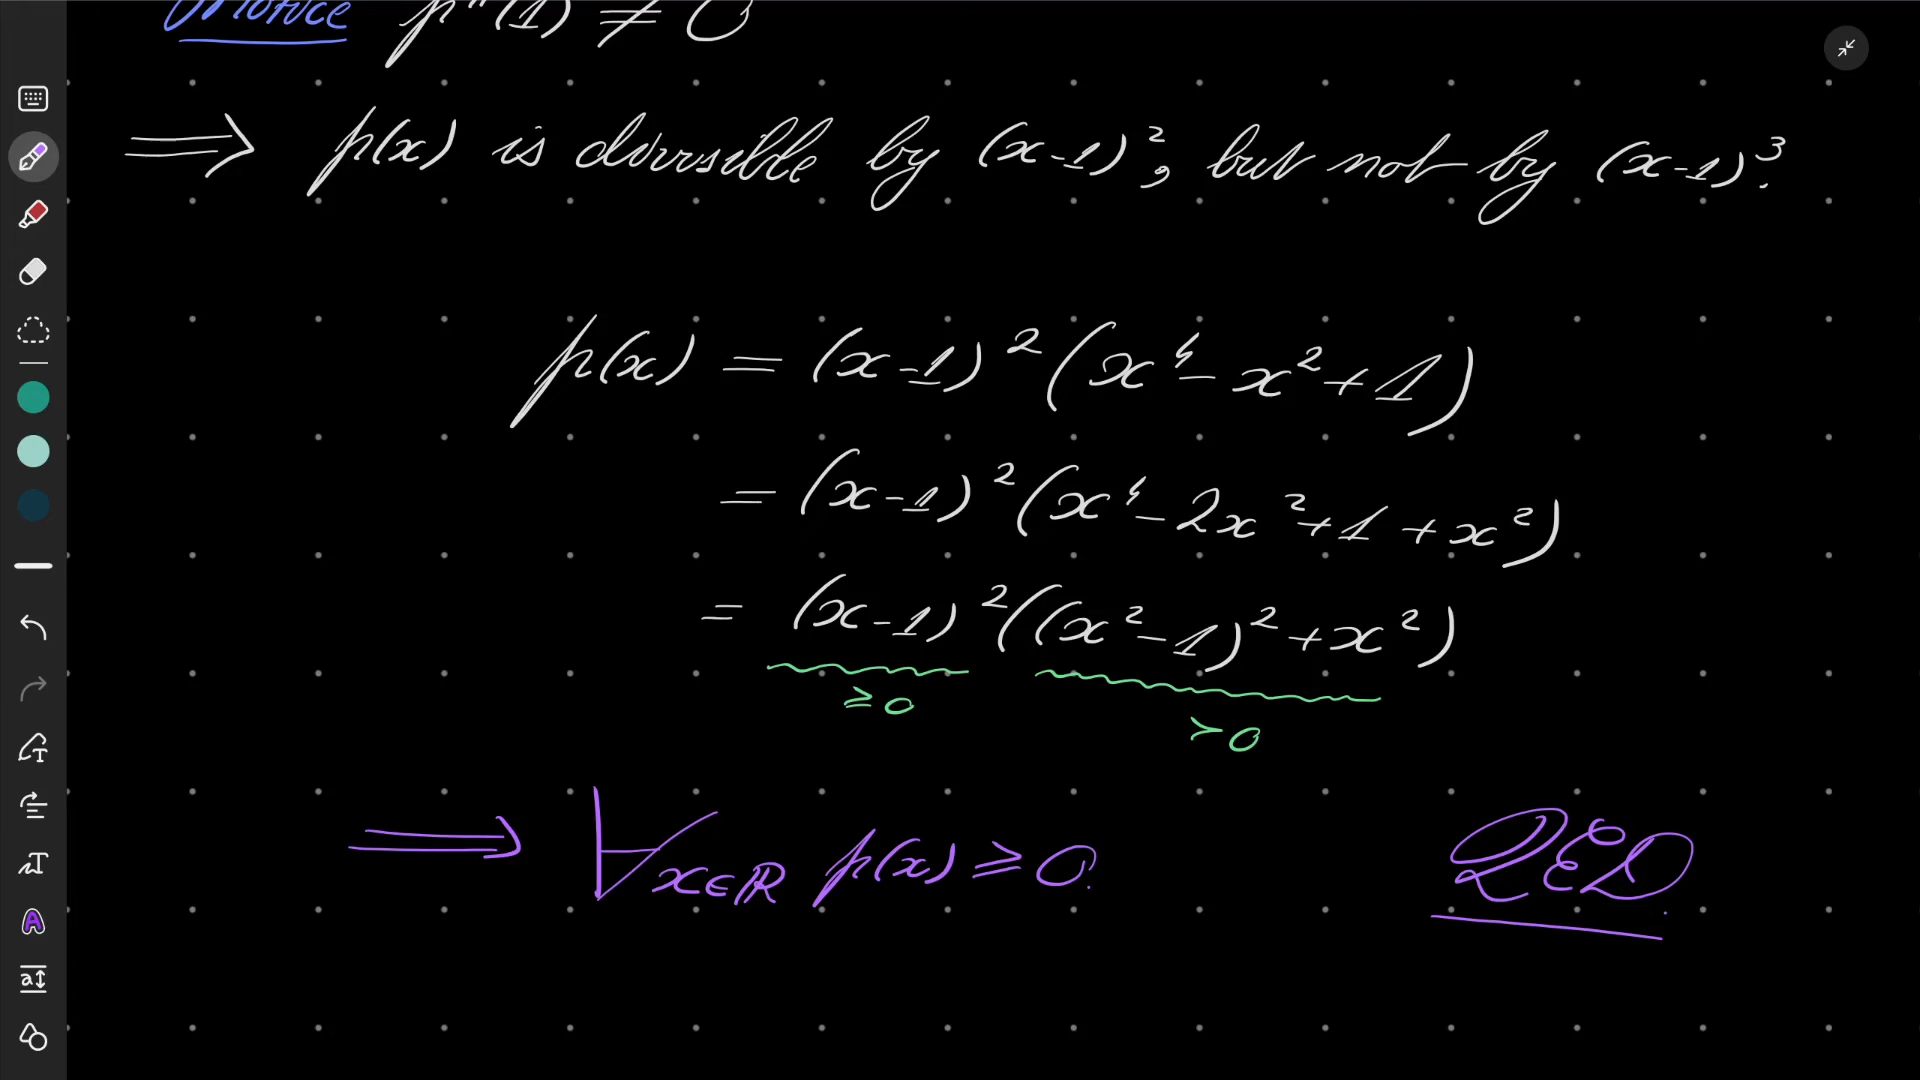 Notice p''(1) ≠ 0
⟹ p(x) is divisible by (x-1)², but not by (x-1)³.
p(x) = (x-1)²(x⁴ - x² + 1)
= (x-1)²(x⁴ - 2x² + 1 + x²)
= (x-1)²((x²-1)² + x²)
≥ 0 > 0
⟹ ∀x∈ℝ p(x) ≥ 0. QED